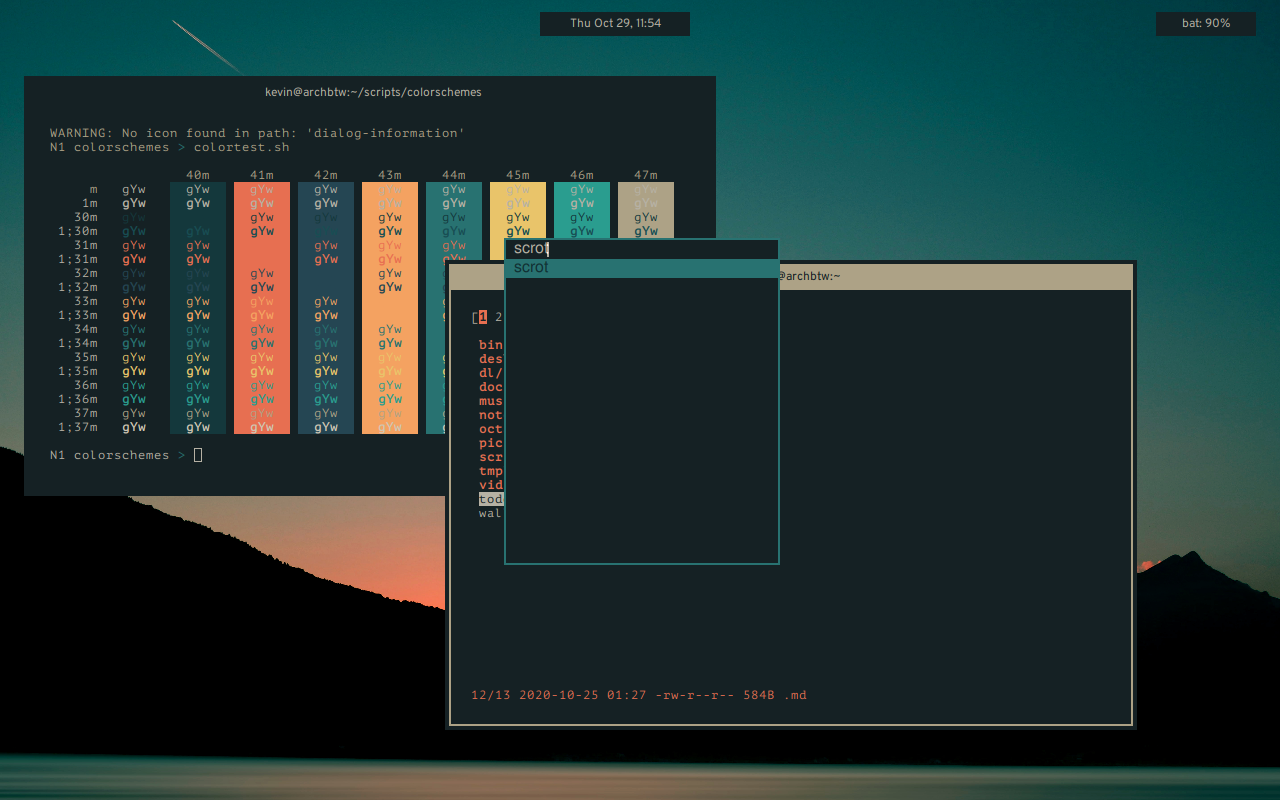 Thu Oct 29, 11:54
bat: 90%
kevin@archbtw:~/scripts/colorschemes
WARNING: No icon found in path: 'dialog-information'
N1 colorschemes > colortest.sh
40m 41m 42m 43m 44m 45m 46m 47m
m gYw gYw gYw gYw gYw gYw gYw gYw gYw
1m gYw gYw gYw gYw gYw gYw gYw gYw gYw
30m gYw gYw gYw gYw gYw gYw gYw gYw
1;30m gYw gYw gYw gYw gYw gYw gYw gYw
31m gYw gYw gYw gYw gYw
1;31m gYw gYw gYw gYw gYw
32m gYw gYw gYw gYw
1;32m gYw gYw gYw gYw
33m gYw gYw gYw gYw
1;33m gYw gYw gYw gYw
34m gYw gYw gYw gYw gYw
1;34m gYw gYw gYw gYw gYw
35m gYw gYw gYw gYw gYw
1;35m gYw gYw gYw gYw gYw
36m gYw gYw gYw gYw gYw
1;36m gYw gYw gYw gYw gYw
37m gYw gYw gYw gYw gYw
1;37m gYw gYw gYw gYw gYw
N1 colorschemes >
scrot
scrot
@archbtw:~
[1 2
bin
des
dl/
doc
mus
not
oct
pic
scr
tmp
vid
tod
wal
12/13 2020-10-25 01:27 -rw-r--r-- 584B .md